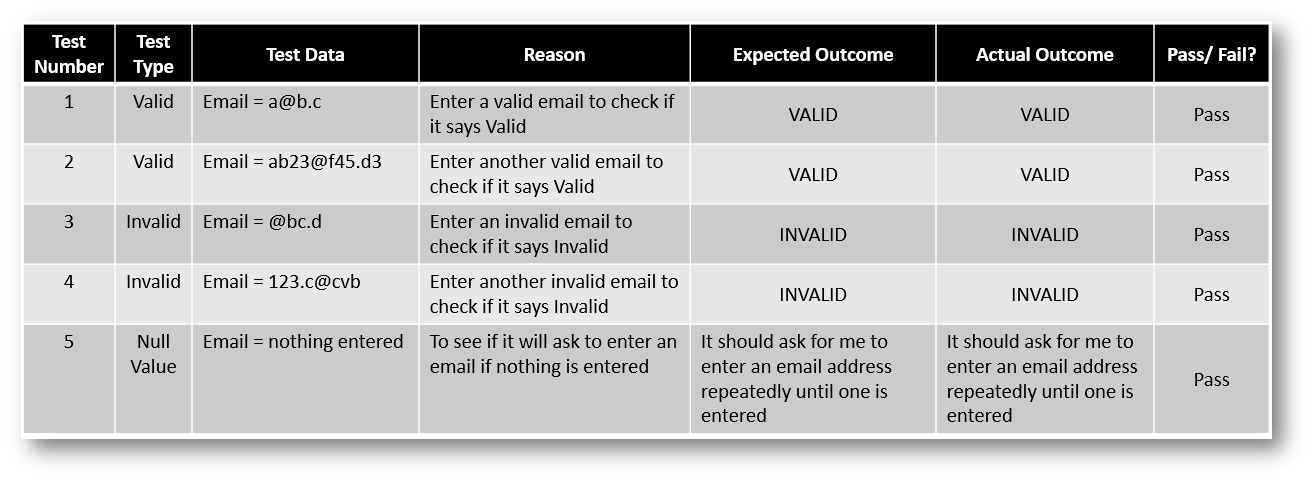 Test Number Test Type Test Data Reason Expected Outcome Actual Outcome Pass/ Fail?
1 Valid Email = a@b.c Enter a valid email to check if it says Valid VALID VALID Pass
2 Valid Email = ab23@f45.d3 Enter another valid email to check if it says Valid VALID VALID Pass
3 Invalid Email = @bc.d Enter an invalid email to check if it says Invalid INVALID INVALID Pass
4 Invalid Email = 123.c@cvb Enter another invalid email to check if it says Invalid INVALID INVALID Pass
5 Null Value Email = nothing entered To see if it will ask to enter an email if nothing is entered It should ask for me to enter an email address repeatedly until one is entered It should ask for me to enter an email address repeatedly until one is entered Pass